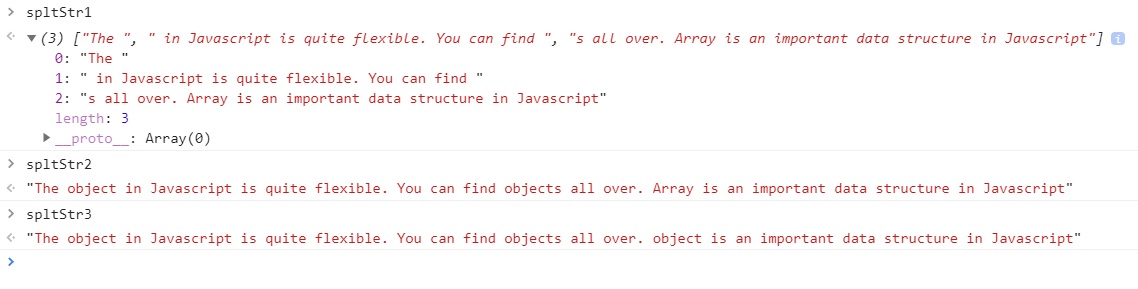 > spltStr1
(3) ["The ", " in Javascript is quite flexible. You can find ", "s all over. Array is an important data structure in Javascript"] i
0: "The "
1: " in Javascript is quite flexible. You can find "
2: "s all over. Array is an important data structure in Javascript"
length: 3
__proto__: Array(0)
> spltStr2
"The object in Javascript is quite flexible. You can find objects all over. Array is an important data structure in Javascript"
> spltStr3
"The object in Javascript is quite flexible. You can find objects all over. object is an important data structure in Javascript"
>